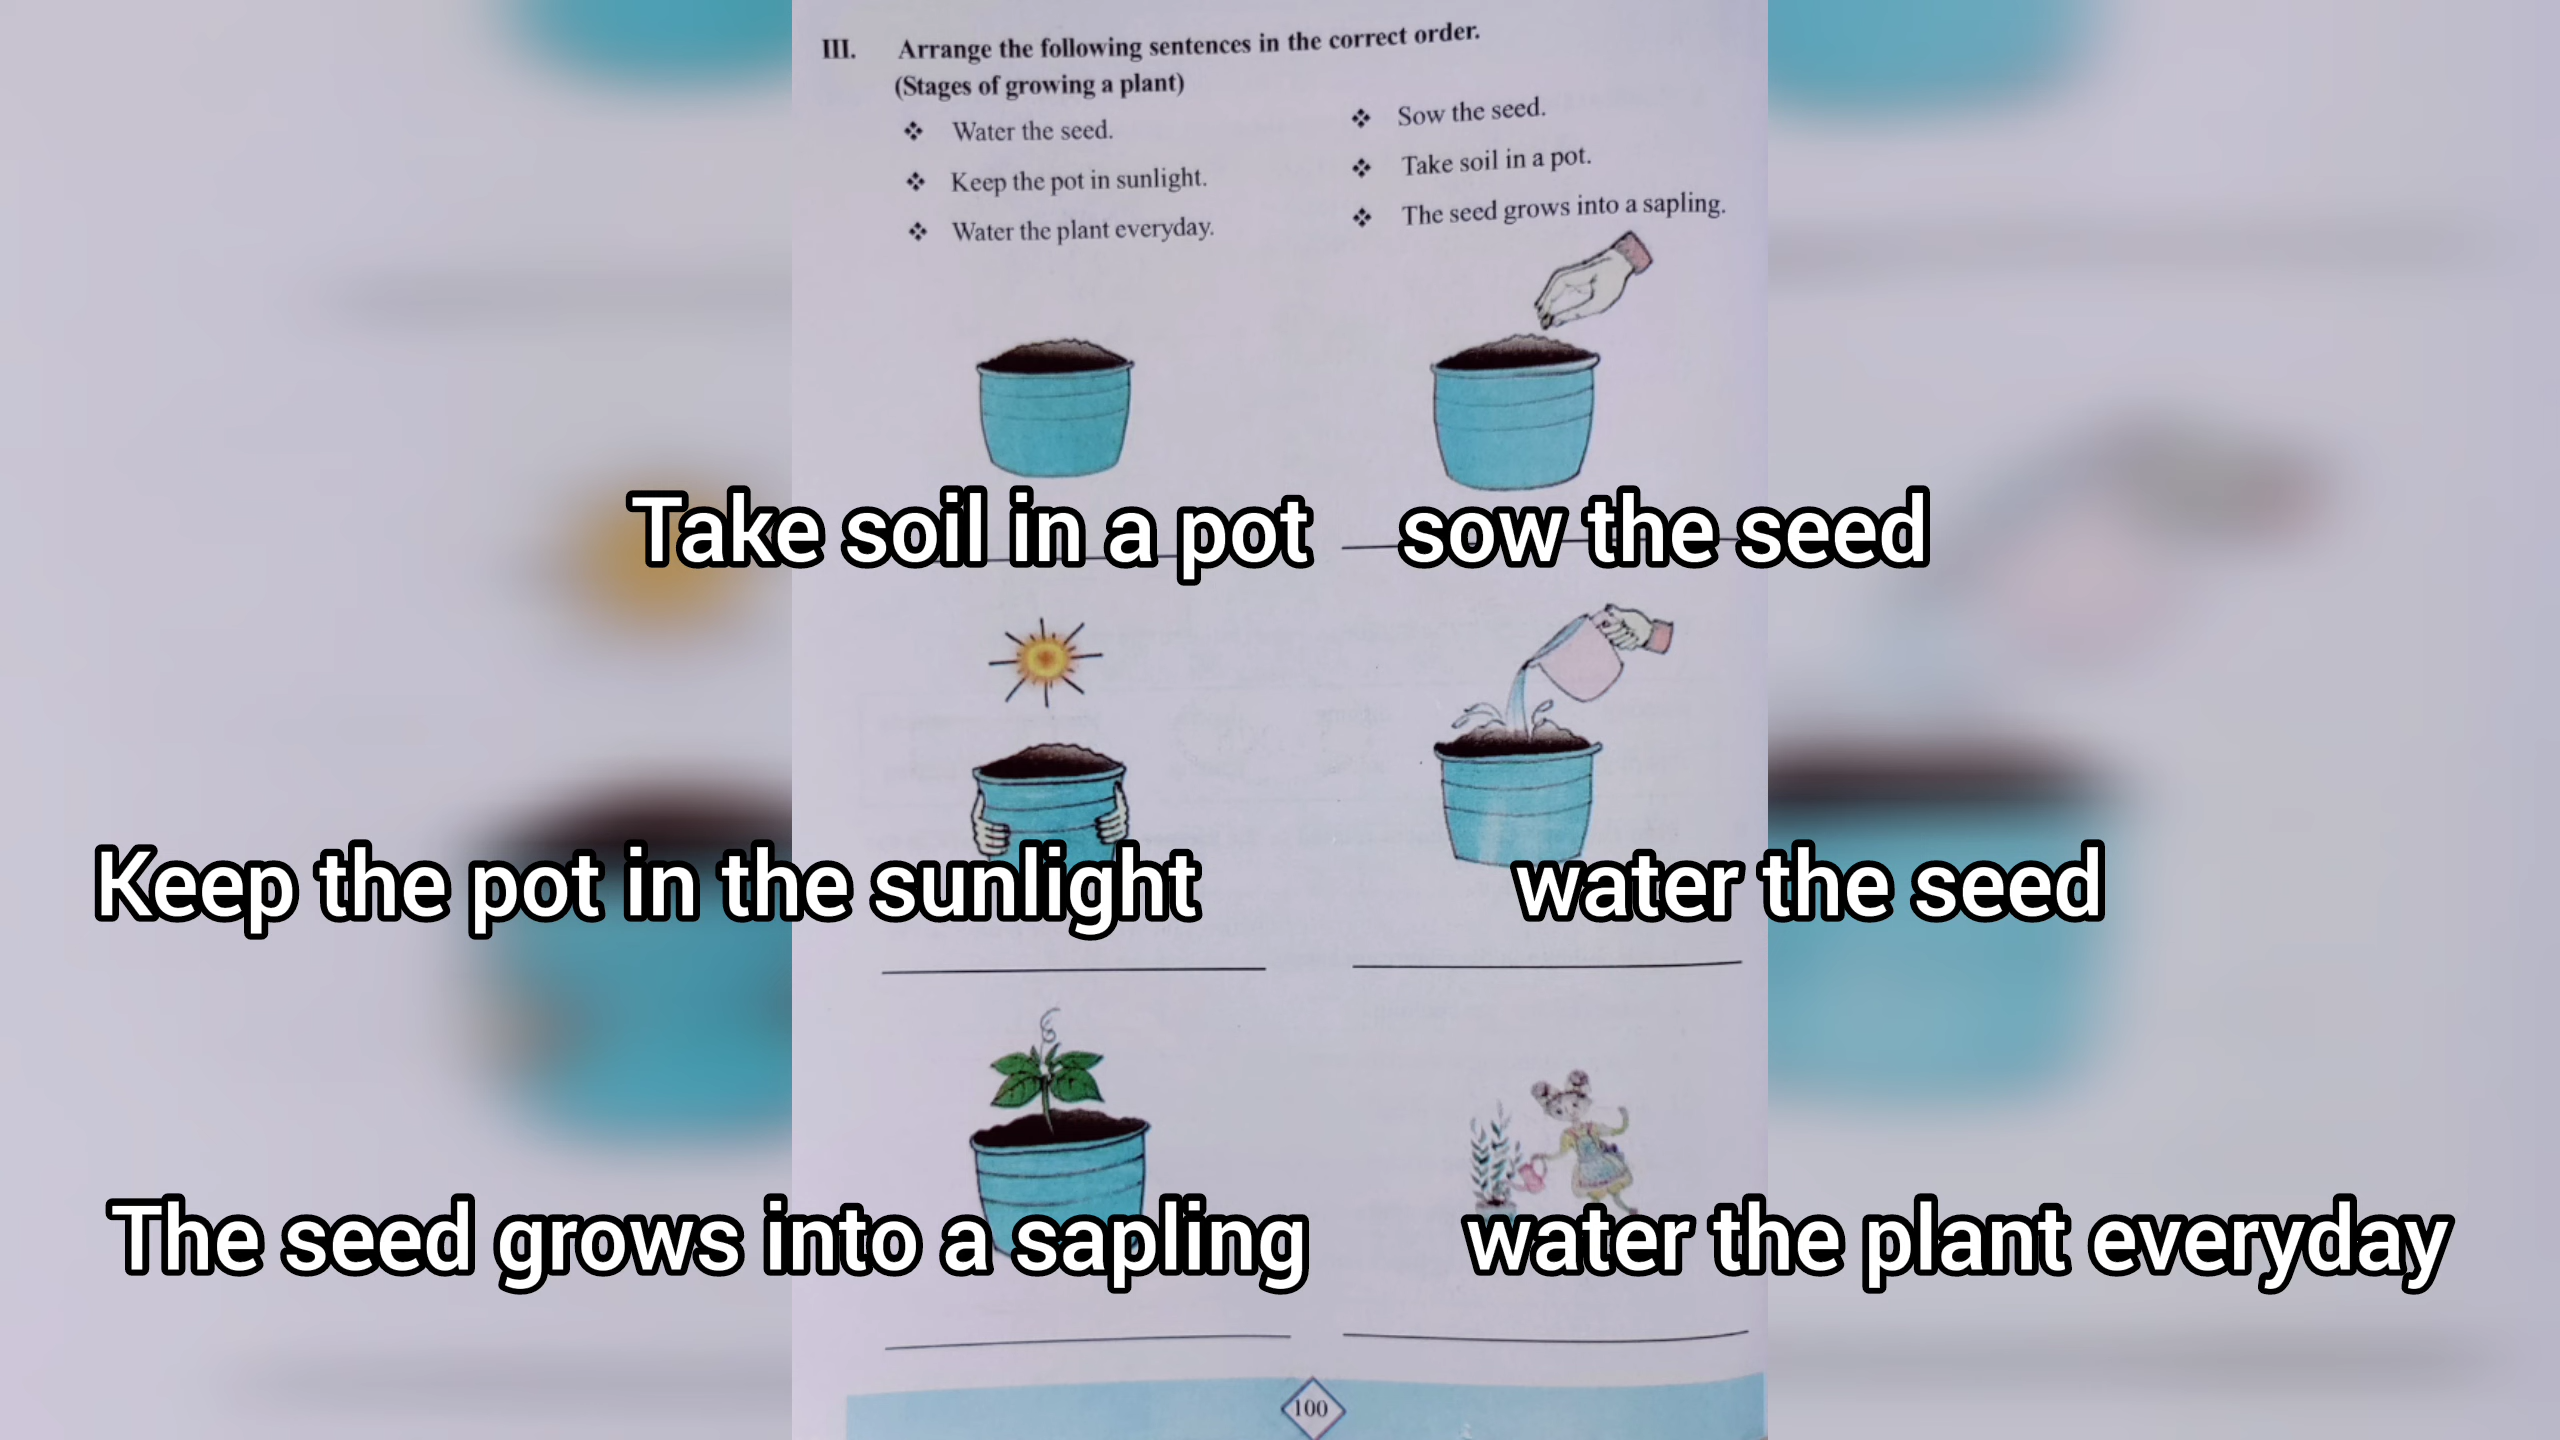 III. Arrange the following sentences in the correct order.
(Stages of growing a plant)
❖ Water the seed.
❖ Sow the seed.
❖ Keep the pot in sunlight.
❖ Take soil in a pot.
❖ Water the plant everyday.
❖ The seed grows into a sapling.
Take soil in a pot sow the seed
Keep the pot in the sunlight water the seed
The seed grows into a sapling water the plant everyday
100